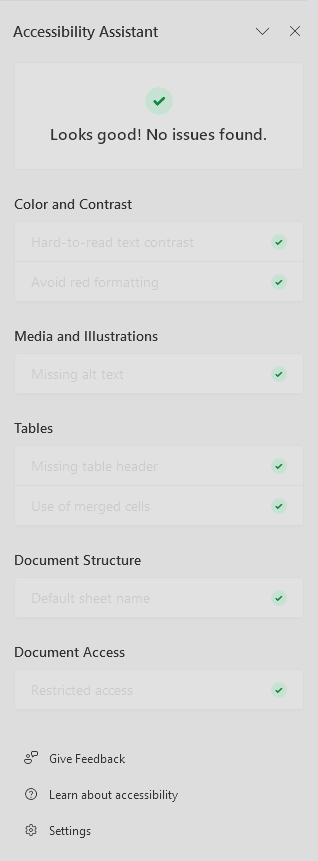 Accessibility Assistant
Looks good! No issues found.
Color and Contrast
Hard-to-read text contrast
Avoid red formatting
Media and Illustrations
Missing alt text
Tables
Missing table header
Use of merged cells
Document Structure
Default sheet name
Document Access
Restricted access
Give Feedback
Learn about accessibility
Settings